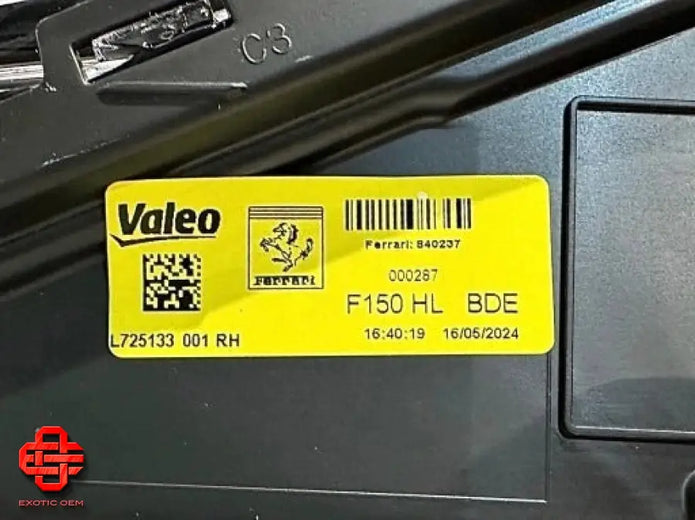 C3
Valeo
Ferrari
Ferrari: 840237
000287
F150 HL BDE
L725133 001 RH
16:40:19 16/05/2024
EXOTIC OEM